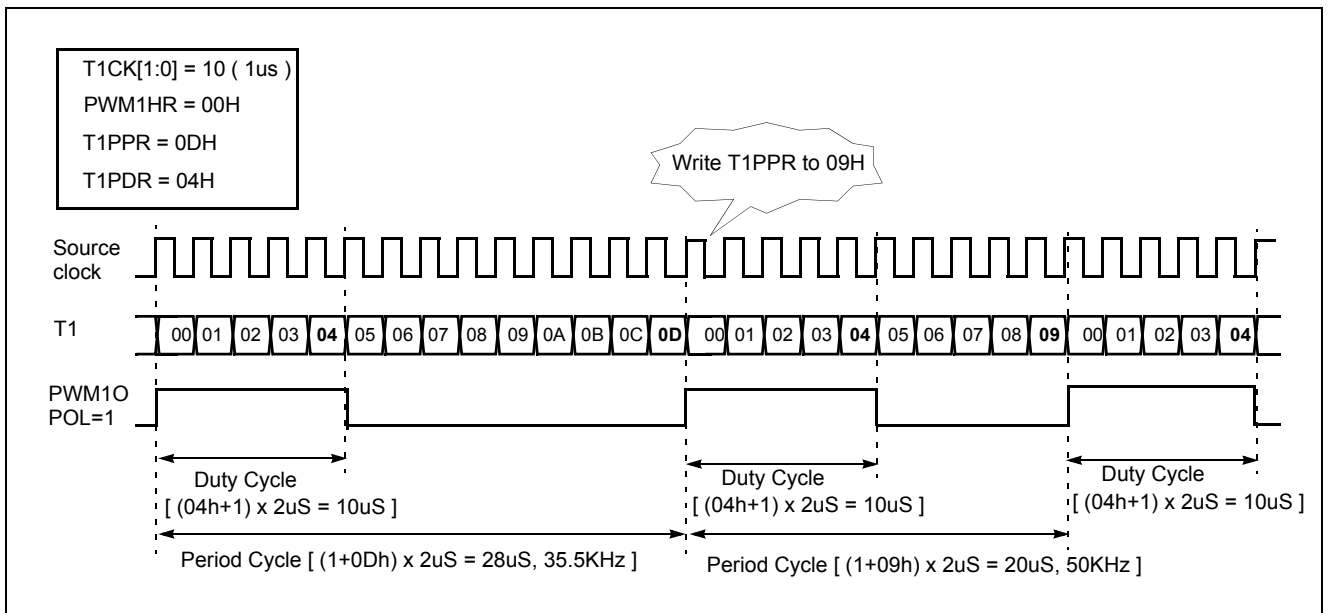 T1CK[1:0] = 10 ( 1us )
PWM1HR = 00H
T1PPR = 0DH
T1PDR = 04H
Write T1PPR to 09H
Source
clock
T1 00 01 02 03 04 05 06 07 08 09 0A 0B 0C 0D 00 01 02 03 04 05 06 07 08 09 00 01 02 03 04
PWM1O
POL=1
Duty Cycle Duty Cycle Duty Cycle
[ (04h+1) x 2uS = 10uS ] [ (04h+1) x 2uS = 10uS ] [ (04h+1) x 2uS = 10uS ]
Period Cycle [ (1+0Dh) x 2uS = 28uS, 35.5KHz ] Period Cycle [ (1+09h) x 2uS = 20uS, 50KHz ]